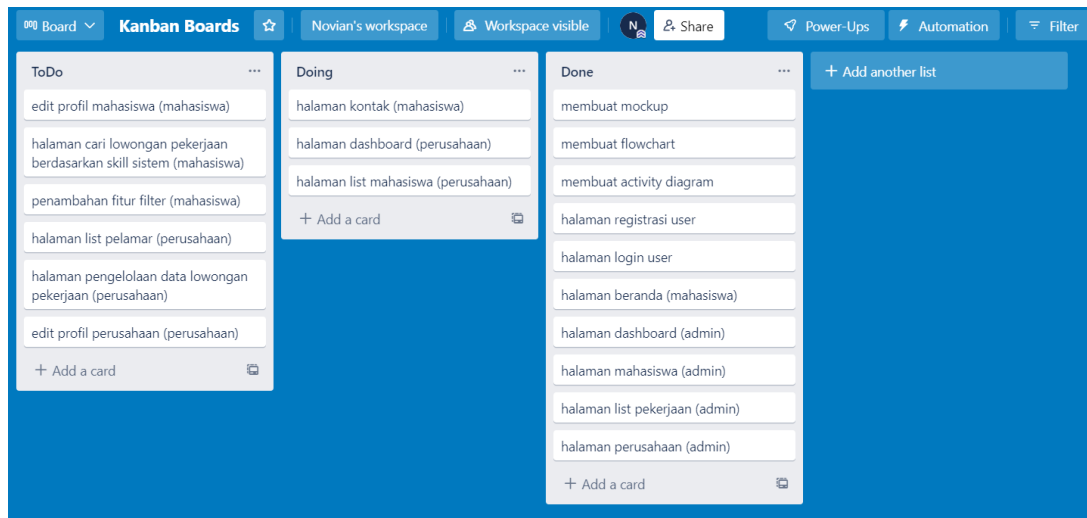 Board
Kanban Boards
Novian's workspace
Workspace visible
N
Share
Power-Ups
Automation
Filter
ToDo
edit profil mahasiswa (mahasiswa)
halaman cari lowongan pekerjaan
berdasarkan skill sistem (mahasiswa)
penambahan fitur filter (mahasiswa)
halaman list pelamar (perusahaan)
halaman pengelolaan data lowongan
pekerjaan (perusahaan)
edit profil perusahaan (perusahaan)
+ Add a card
Doing
halaman kontak (mahasiswa)
halaman dashboard (perusahaan)
halaman list mahasiswa (perusahaan)
+ Add a card
Done
membuat mockup
membuat flowchart
membuat activity diagram
halaman registrasi user
halaman login user
halaman beranda (mahasiswa)
halaman dashboard (admin)
halaman mahasiswa (admin)
halaman list pekerjaan (admin)
halaman perusahaan (admin)
+ Add a card
+ Add another list